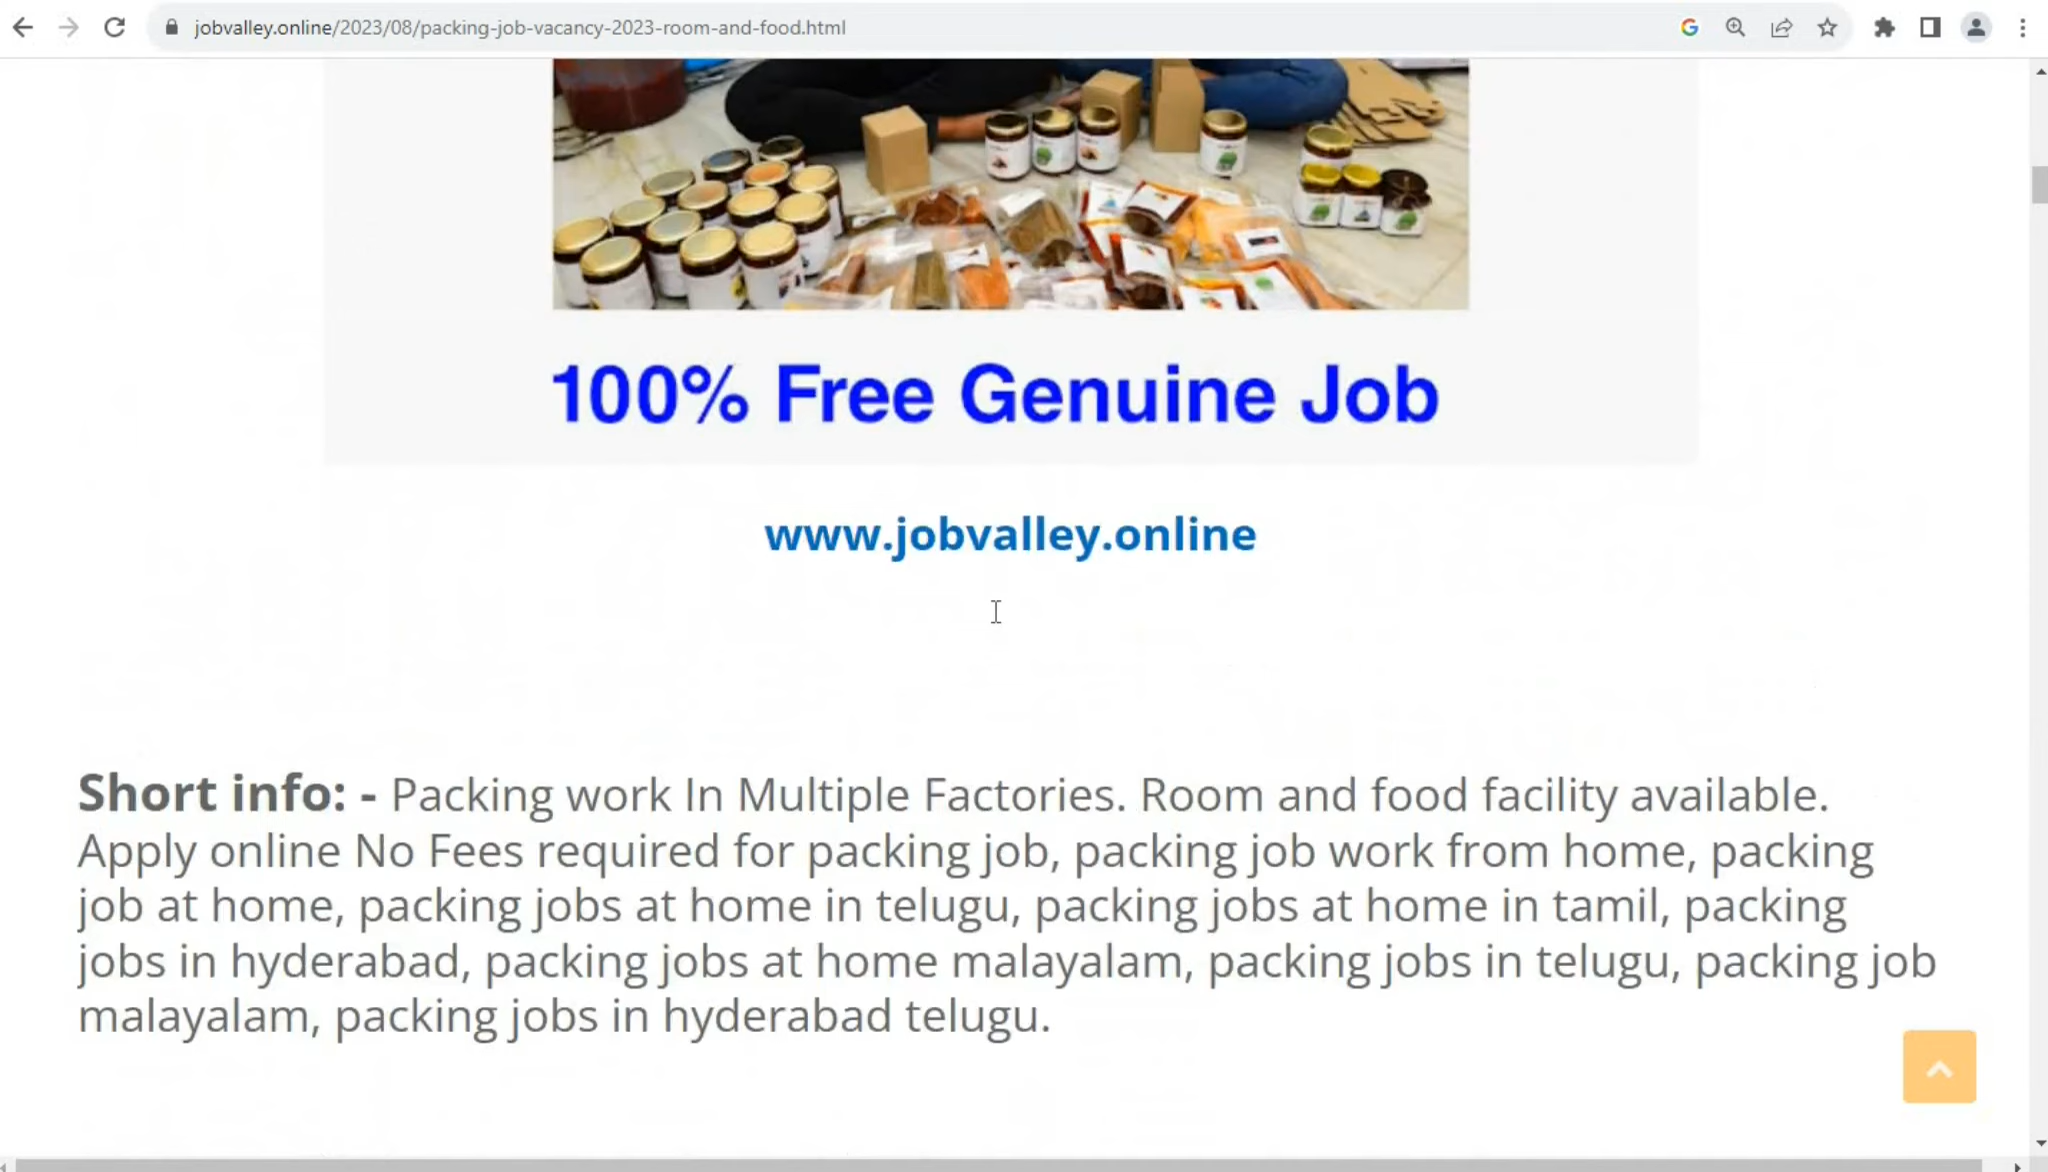 jobvalley.online/2023/08/packing-job-vacancy-2023-room-and-food.html
100% Free Genuine Job
www.jobvalley.online
Short info: - Packing work In Multiple Factories. Room and food facility available.
Apply online No Fees required for packing job, packing job work from home, packing
job at home, packing jobs at home in telugu, packing jobs at home in tamil, packing
jobs in hyderabad, packing jobs at home malayalam, packing jobs in telugu, packing job
malayalam, packing jobs in hyderabad telugu.